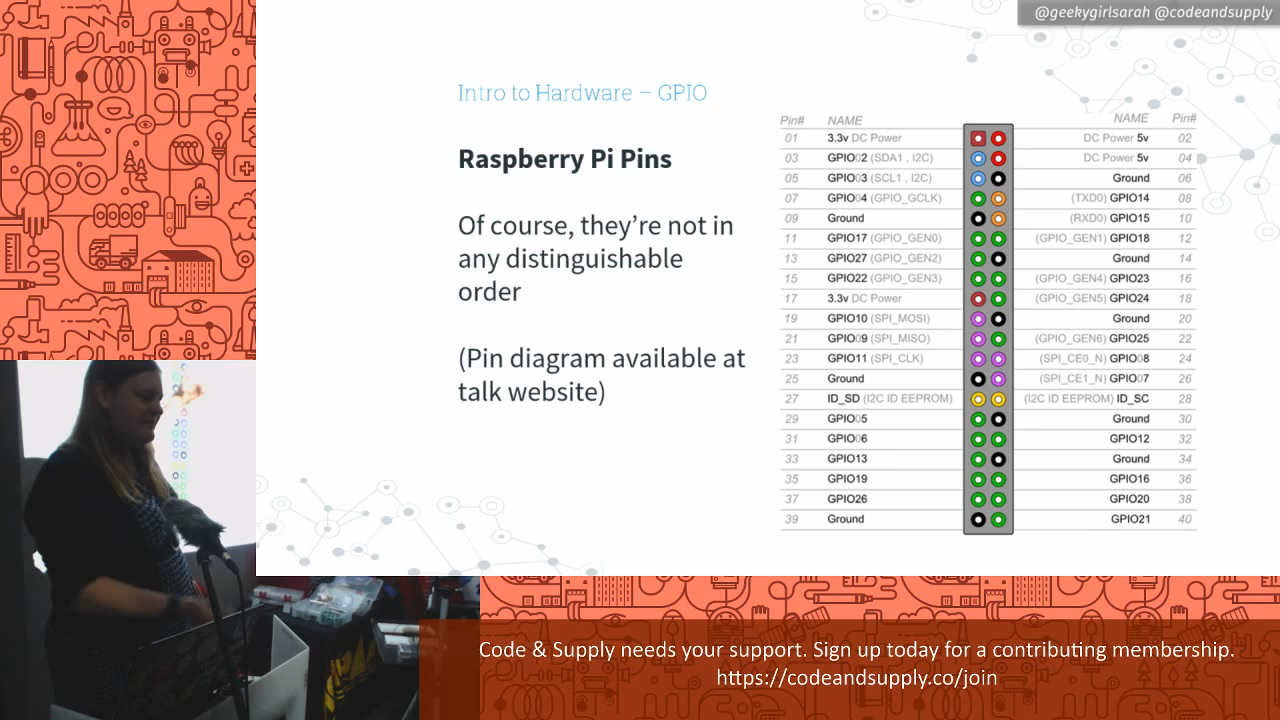 @geekygirlsarah @codeandsupply
Intro to Hardware – GPIO
Raspberry Pi Pins
Of course, they're not in
any distinguishable
order
(Pin diagram available at
talk website)
Pin# NAME NAME Pin#
01 3.3v DC Power DC Power 5v 02
03 GPIO02 (SDA1 , I2C) DC Power 5v 04
05 GPIO03 (SCL1 , I2C) Ground 06
07 GPIO04 (GPIO_GCLK) (TXD0) GPIO14 08
09 Ground (RXD0) GPIO15 10
11 GPIO17 (GPIO_GEN0) (GPIO_GEN1) GPIO18 12
13 GPIO27 (GPIO_GEN2) Ground 14
15 GPIO22 (GPIO_GEN3) (GPIO_GEN4) GPIO23 16
17 3.3v DC Power (GPIO_GEN5) GPIO24 18
19 GPIO10 (SPI_MOSI) Ground 20
21 GPIO09 (SPI_MISO) (GPIO_GEN6) GPIO25 22
23 GPIO11 (SPI_CLK) (SPI_CE0_N) GPIO08 24
25 Ground (SPI_CE1_N) GPIO07 26
27 ID_SD (I2C ID EEPROM) (I2C ID EEPROM) ID_SC 28
29 GPIO05 Ground 30
31 GPIO06 GPIO12 32
33 GPIO13 Ground 34
35 GPIO19 GPIO16 36
37 GPIO26 GPIO20 38
39 Ground GPIO21 40
Code & Supply needs your support. Sign up today for a contributing membership.
https://codeandsupply.co/join